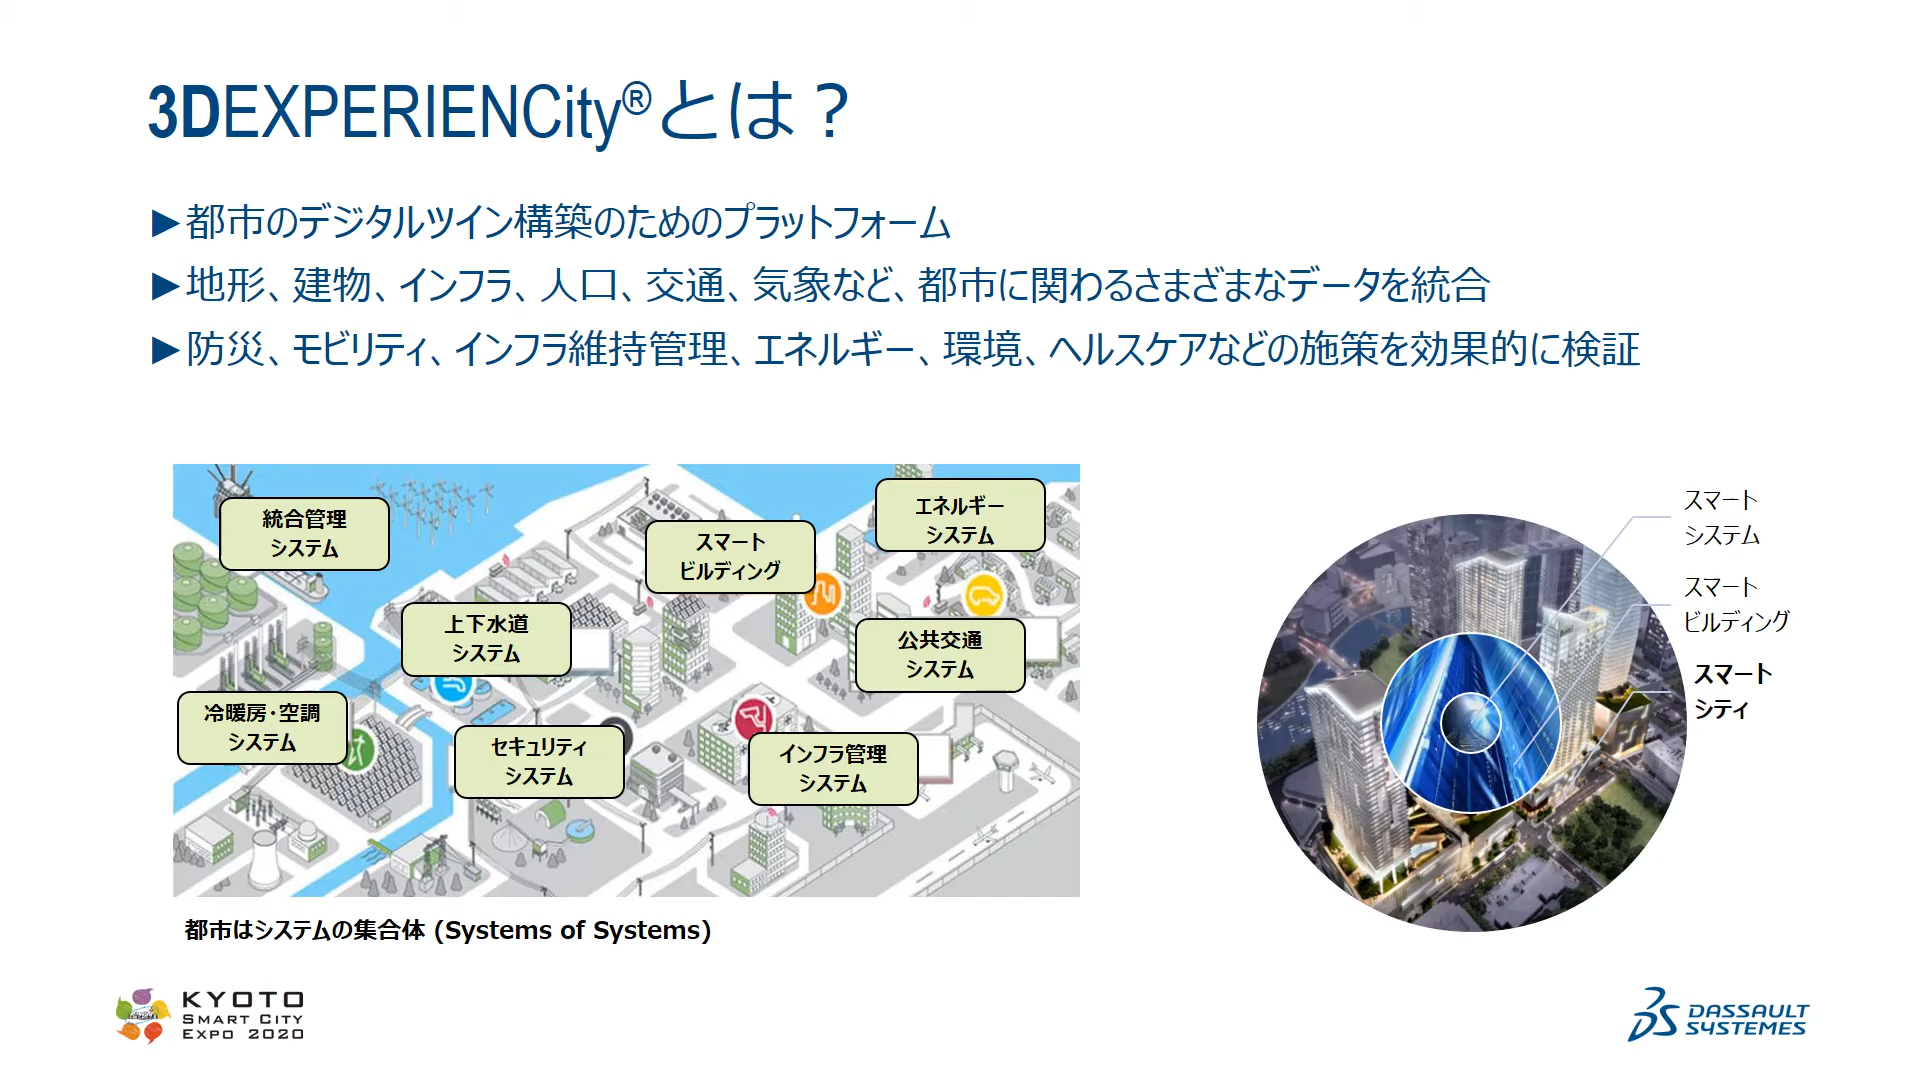 3DEXPERIENCity®とは？
►都市のデジタルツイン構築のためのプラットフォーム
►地形、建物、インフラ、人口、交通、気象など、都市に関わるさまざまなデータを統合
►防災、モビリティ、インフラ維持管理、エネルギー、環境、ヘルスケアなどの施策を効果的に検証
統合管理
システム
スマート
ビルディング
エネルギー
システム
上下水道
システム
公共交通
システム
冷暖房・空調
システム
セキュリティ
システム
インフラ管理
システム
都市はシステムの集合体 (Systems of Systems)
スマート
システム
スマート
ビルディング
スマート
シティ
KYOTO
SMART CITY
EXPO 2020
DASSAULT
SYSTEMES